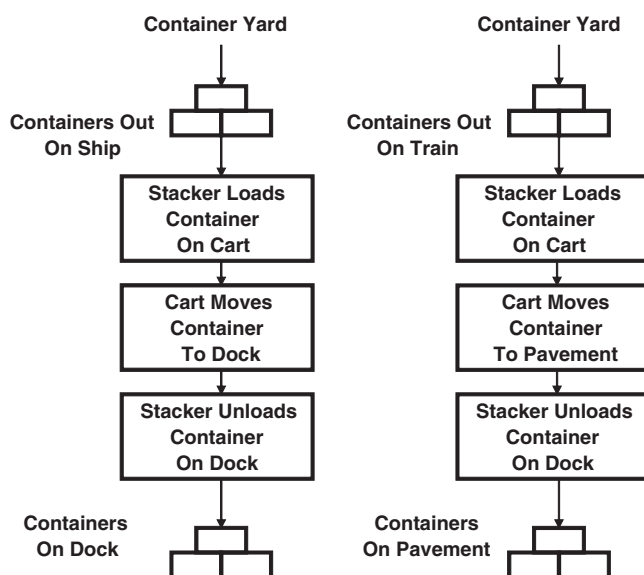 Container Yard
Containers Out
On Ship
Stacker Loads
Container
On Cart
Cart Moves
Container
To Dock
Stacker Unloads
Container
On Dock
Containers
On Dock
Container Yard
Containers Out
On Train
Stacker Loads
Container
On Cart
Cart Moves
Container
To Pavement
Stacker Unloads
Container
On Dock
Containers
On Pavement